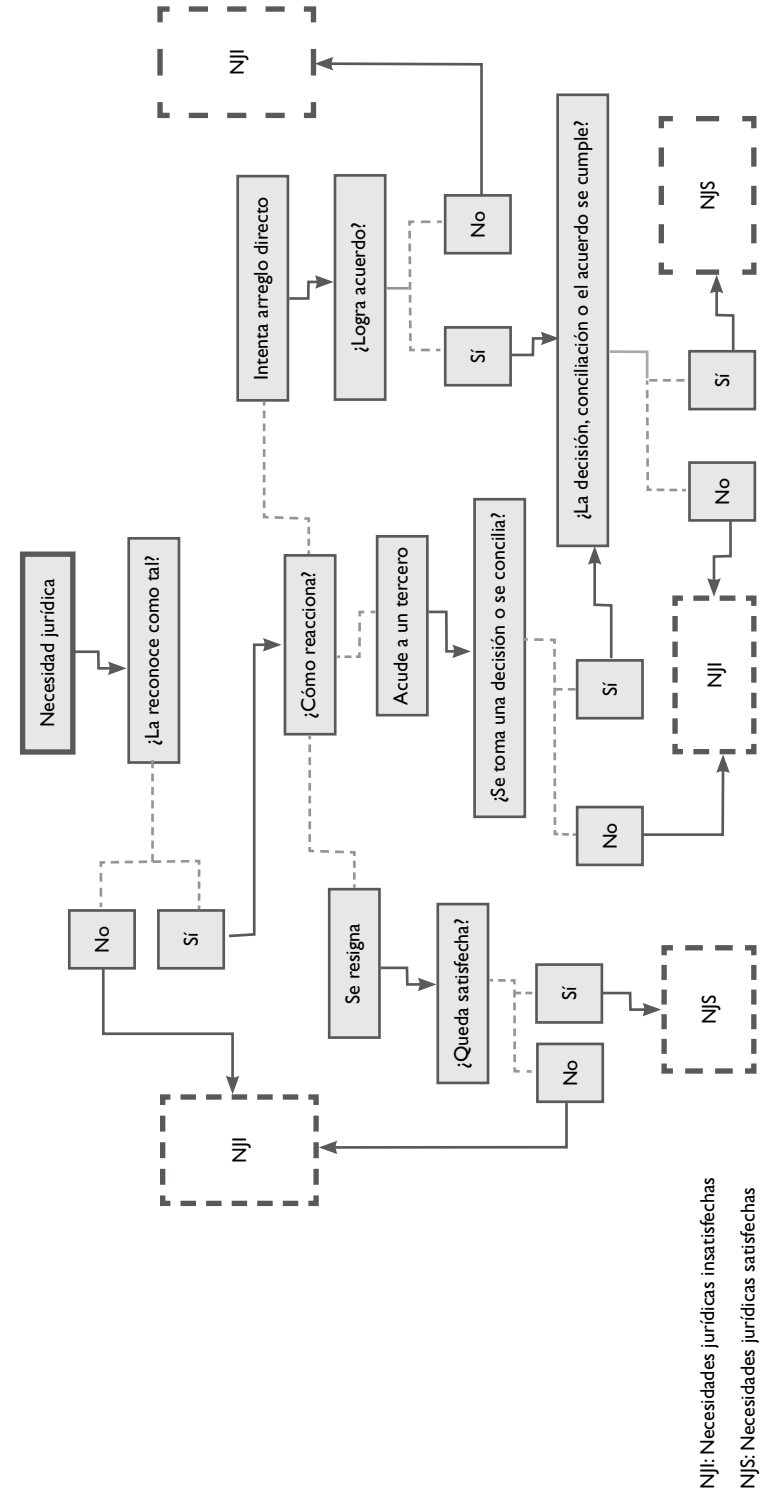 Necesidad jurídica
¿La reconoce como tal?
No
Sí
NJI
¿Cómo reacciona?
Se resigna
¿Queda satisfecha?
No
Sí
NJS
Acude a un tercero
¿Se toma una decisión o se concilia?
No
Sí
NJI
Intenta arreglo directo
¿Logra acuerdo?
Sí
No
NJI
¿La decisión, conciliación o el acuerdo se cumple?
No
Sí
NJS
NJI: Necesidades jurídicas insatisfechas
NJS: Necesidades jurídicas satisfechas